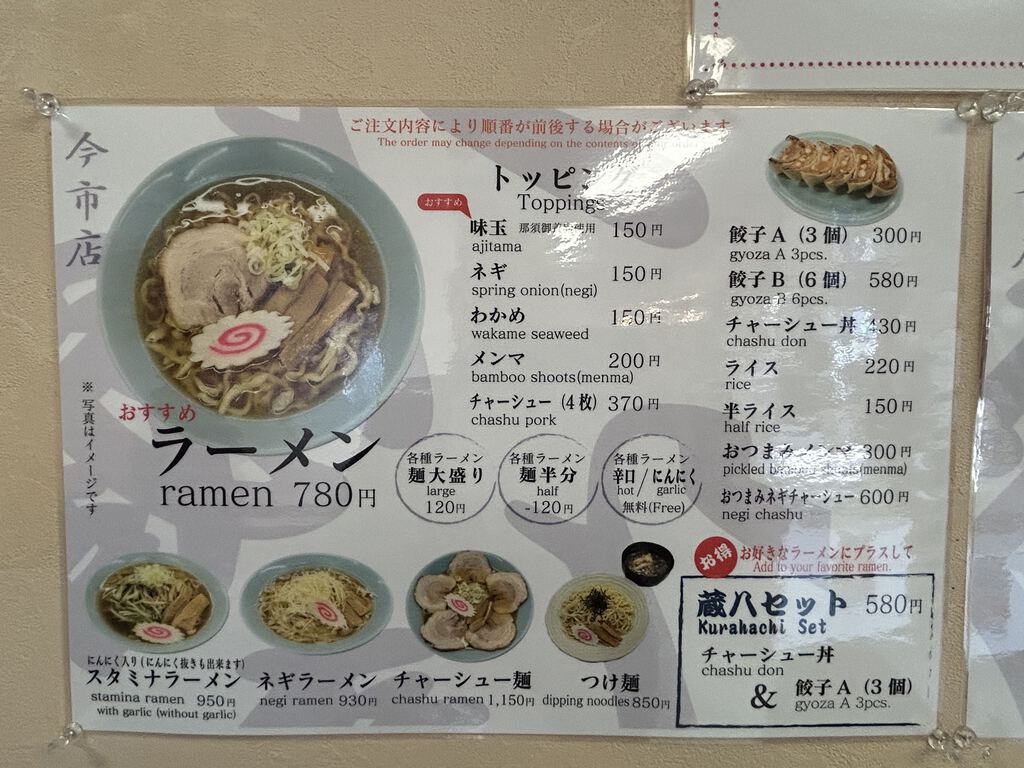 今市店
※ 写真はイメージです
ご注文内容により順番が前後する場合がございます
The order may change depending on the contents of your order
おすすめ
ラーメン
ramen 780円
トッピング
Toppings
おすすめ
味玉 那須御養卵使用 150円
ajitama
ネギ 150円
spring onion(negi)
わかめ 150円
wakame seaweed
メンマ 200円
bamboo shoots(menma)
チャーシュー (4枚) 370円
chashu pork
各種ラーメン
麺大盛り
large
120円
各種ラーメン
麺半分
half
-120円
各種ラーメン
辛口/にんにく
hot / garlic
無料(Free)
餃子A (3個) 300円
gyoza A 3pcs.
餃子B (6個) 580円
gyoza B 6pcs.
チャーシュー丼 430円
chashu don
ライス 220円
rice
半ライス 150円
half rice
おつまみメンマ 300円
pickled bamboo shoots(menma)
おつまみネギチャーシュー 600円
negi chashu
にんにく入り(にんにく抜きも出来ます)
スタミナラーメン
stamina ramen 950円
with garlic (without garlic)
ネギラーメン
negi ramen 930円
チャーシュー麺
chashu ramen 1,150円
つけ麺
dipping noodles 850円
お得 お好きなラーメンにプラスして
Add to your favorite ramen.
蔵八セット 580円
Kurahachi Set
チャーシュー丼
chashu don
& 餃子A (3個)
gyoza A 3pcs.